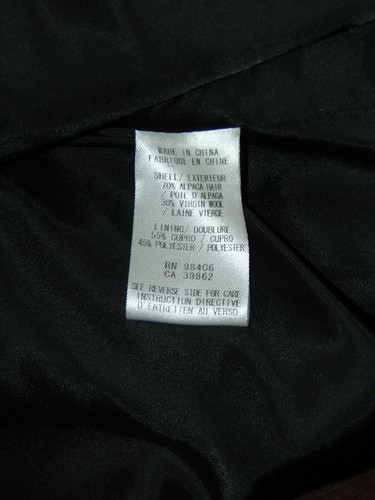 MADE IN CHINA
FABRIQUE EN CHINE
SHELL/ EXTERIEUR
70% ALPACA HAIR
/ POIL D'ALPAGA
30% VIRGIN WOOL
/ LAINE VIERGE
LINING/ DOUBLURE
55% CUPRO / CUPRO
45% POLYESTER / POLYESTER
RN 98406
CA 39862
SEE REVERSE SIDE FOR CARE
INSTRUCTION DIRECTIVE
D'ENTRETIEN AU VERSO